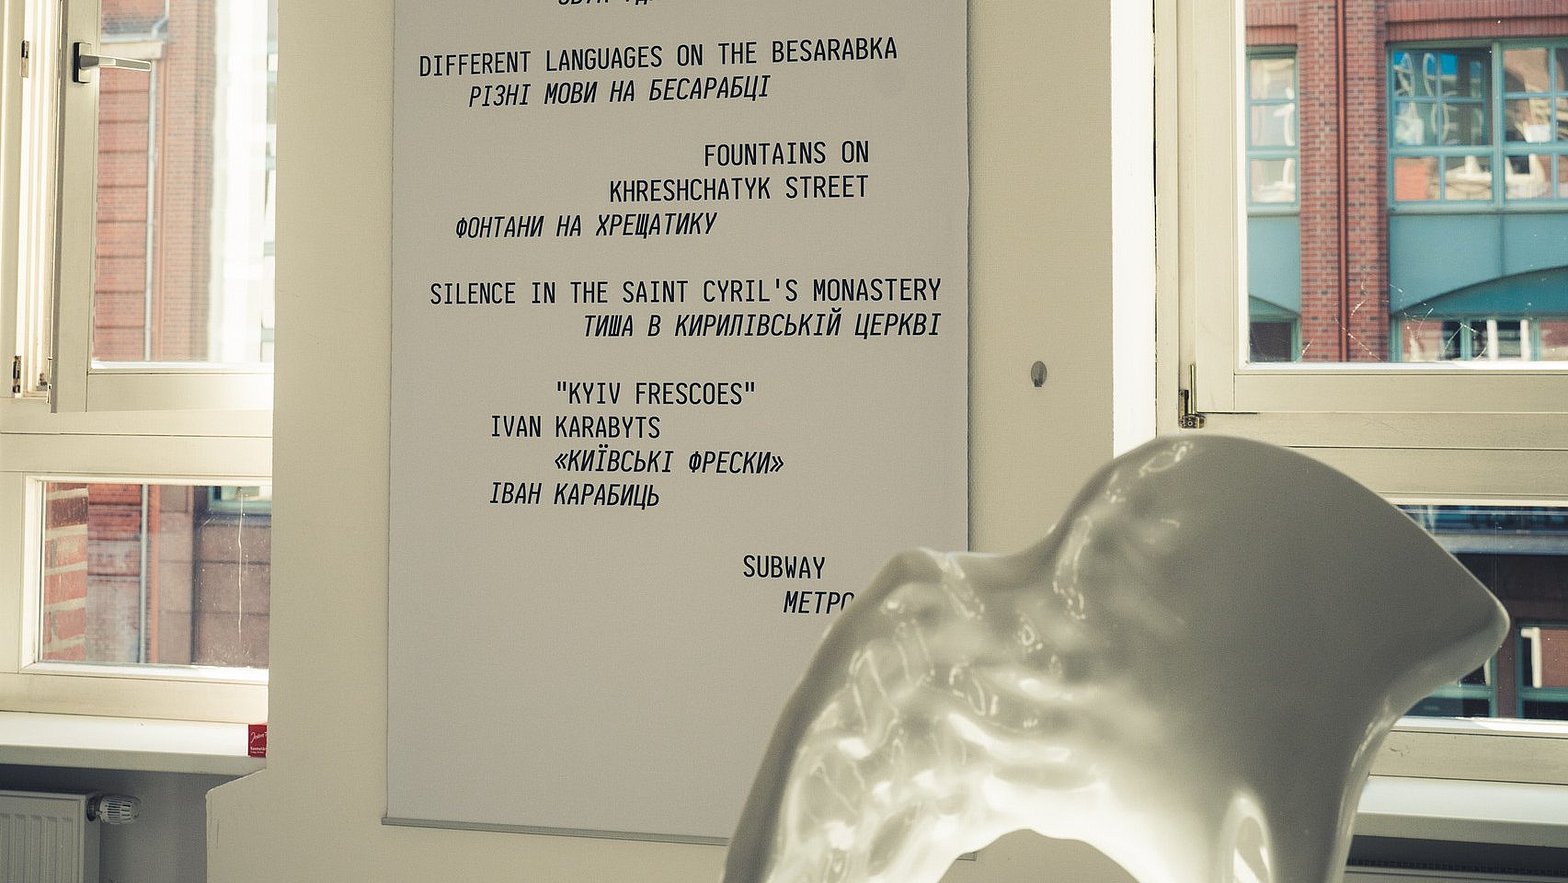 DIFFERENT LANGUAGES ON THE BESARABKA
РІЗНІ МОВИ НА БЕСАРАБЦІ
FOUNTAINS ON
KHRESHCHATYK STREET
ФОНТАНИ НА ХРЕЩАТИКУ
SILENCE IN THE SAINT CYRIL'S MONASTERY
ТИША В КИРИЛІВСЬКІЙ ЦЕРКВІ
"KYIV FRESCOES"
IVAN KARABYTS
«КИЇВСЬКІ ФРЕСКИ»
ІВАН КАРАБИЦЬ
SUBWAY
МЕТРО